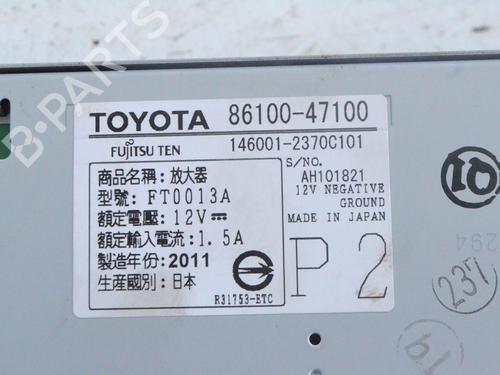 TOYOTA 86100-47100
FUJITSU TEN 146001-2370C101
S/NO.
AH101821
12V NEGATIVE
GROUND
MADE IN JAPAN
商品名稱：放大器
型號：FT0013A
額定電壓：12V
額定輸入電流：1.5A
製造年份：2011
生產國別：日本
R31753-ETC
P 2
10
294
237
B-PARTS